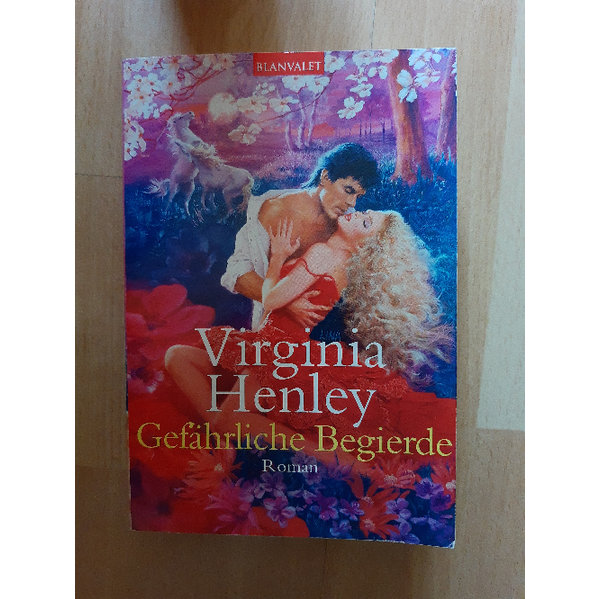 BLANVALET
Virginia
Henley
Gefährliche Begierde
Roman